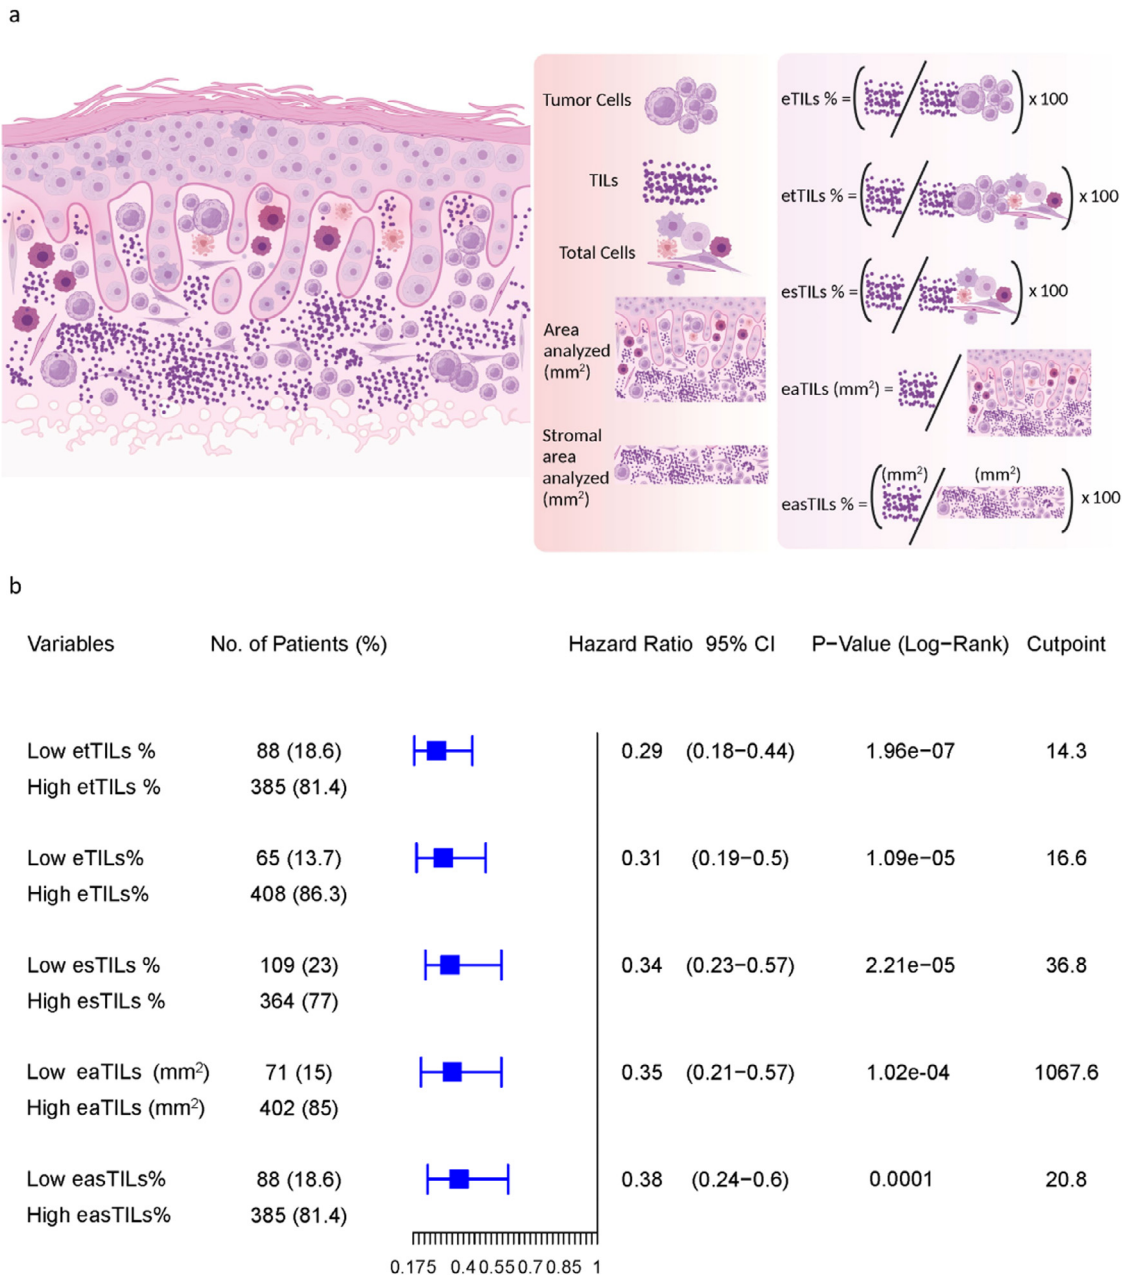 a
Tumor Cells
TILs
Total Cells
Area
analyzed
(mm²)
Stromal
area
analyzed
(mm²)
eTILs % = ( / ) x 100
etTILs % = ( / ) x 100
esTILs % = ( / ) x 100
eaTILs (mm²) = /
(mm²) (mm²)
easTILs % = ( / ) x 100
b
Variables No. of Patients (%) Hazard Ratio 95% CI P−Value (Log−Rank) Cutpoint
Low etTILs % 88 (18.6) 0.29 (0.18−0.44) 1.96e−07 14.3
High etTILs % 385 (81.4)
Low eTILs% 65 (13.7) 0.31 (0.19−0.5) 1.09e−05 16.6
High eTILs% 408 (86.3)
Low esTILs % 109 (23) 0.34 (0.23−0.57) 2.21e−05 36.8
High esTILs % 364 (77)
Low eaTILs (mm²) 71 (15) 0.35 (0.21−0.57) 1.02e-04 1067.6
High eaTILs (mm²) 402 (85)
Low easTILs% 88 (18.6) 0.38 (0.24−0.6) 0.0001 20.8
High easTILs% 385 (81.4)
0.175 0.4 0.55 0.7 0.85 1